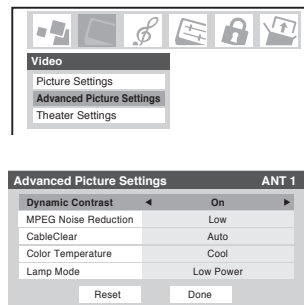 Video
Picture Settings
Advanced Picture Settings
Theater Settings
Advanced Picture Settings ANT 1
Dynamic Contrast ◀ On ▶
MPEG Noise Reduction Low
CableClear Auto
Color Temperature Cool
Lamp Mode Low Power
Reset Done